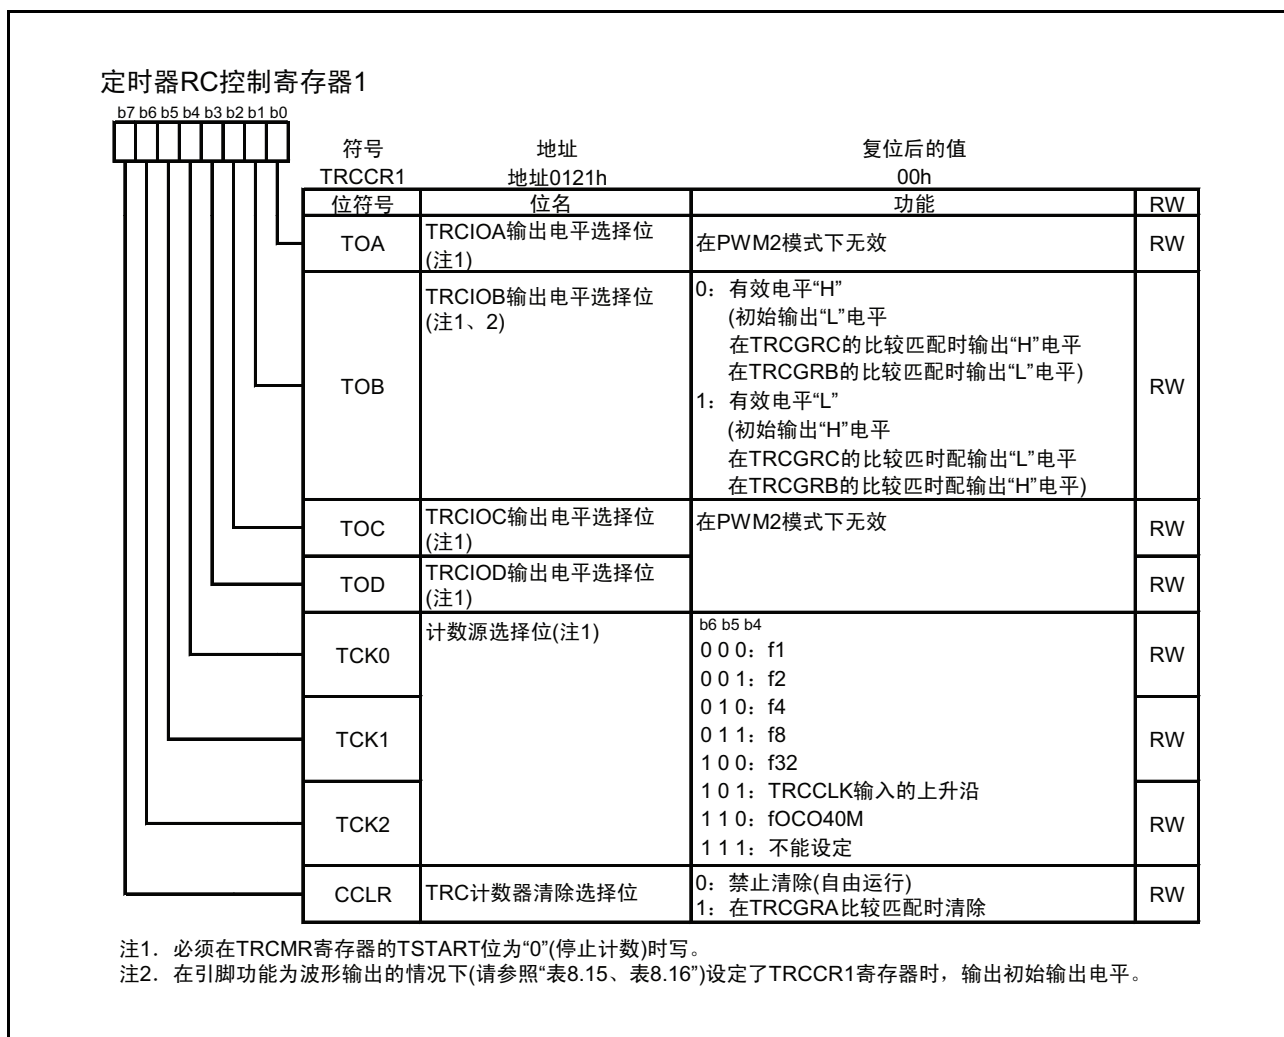 定时器RC控制寄存器1
b7 b6 b5 b4 b3 b2 b1 b0
符号 地址 复位后的值
TRCCR1 地址0121h 00h
位符号 位名 功能 RW
TOA TRCIOA输出电平选择位 在PWM2模式下无效 RW
(注1)
TOB TRCIOB输出电平选择位 RW
(注1、2)
0：有效电平“H”
(初始输出“L”电平
在TRCGRC的比较匹配时输出“H”电平
在TRCGRB的比较匹配时输出“L”电平)
1：有效电平“L”
(初始输出“H”电平
在TRCGRC的比较匹时配输出“L”电平
在TRCGRB的比较匹时配输出“H”电平)
TOC TRCIOC输出电平选择位 在PWM2模式下无效 RW
(注1)
TOD TRCIOD输出电平选择位 RW
(注1)
TCK0 计数源选择位(注1) RW
b6 b5 b4
0 0 0：f1
0 0 1：f2
TCK1 RW
0 1 0：f4
0 1 1：f8
1 0 0：f32
TCK2 RW
1 0 1：TRCCLK输入的上升沿
1 1 0：fOCO40M
1 1 1：不能设定
CCLR TRC计数器清除选择位 RW
0：禁止清除(自由运行)
1：在TRCGRA比较匹配时清除
注1．必须在TRCMR寄存器的TSTART位为“0”(停止计数)时写。
注2．在引脚功能为波形输出的情况下(请参照“表8.15、表8.16”)设定了TRCCR1寄存器时，输出初始输出电平。